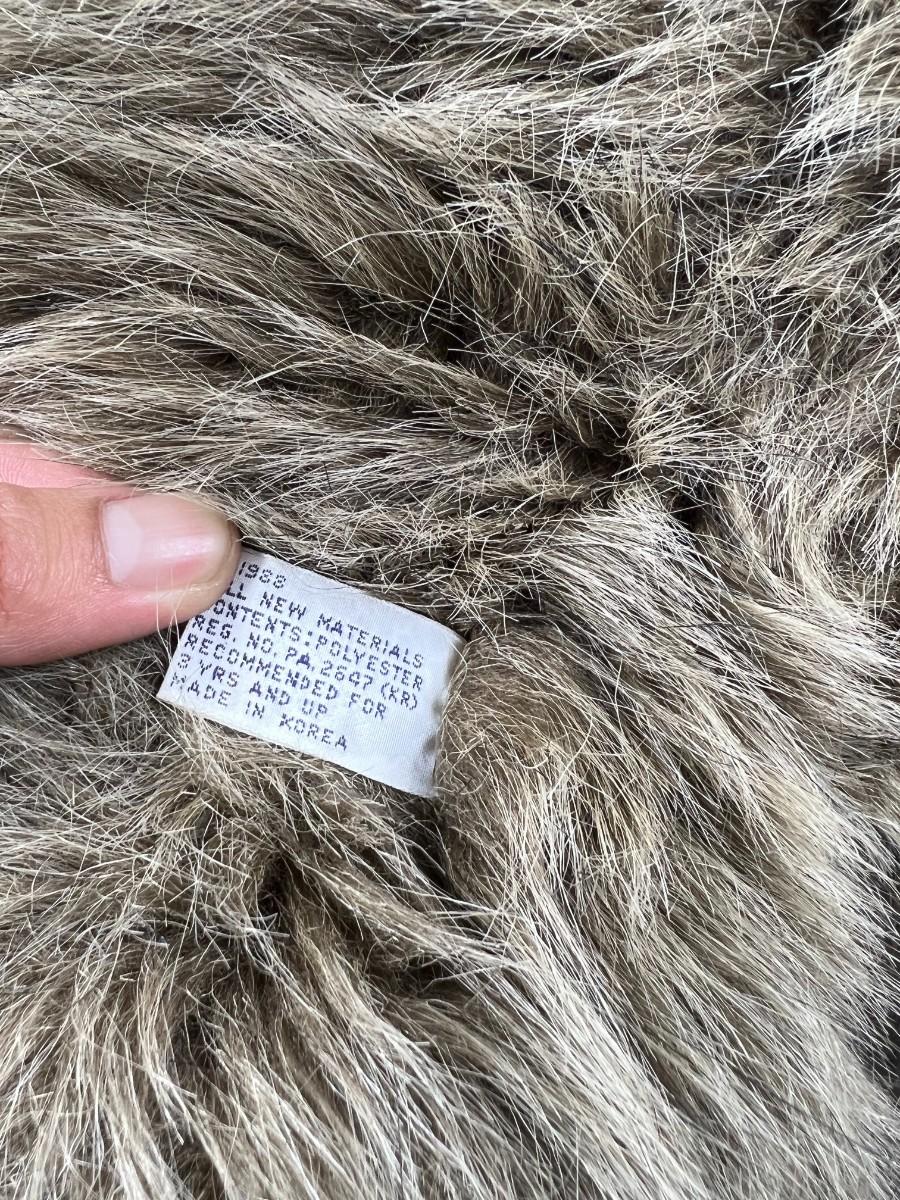 1988
ALL NEW MATERIALS
CONTENTS:POLYESTER
REG. NO. PA. 2647 (KR)
RECOMMENDED FOR
3 YRS AND UP
MADE IN KOREA